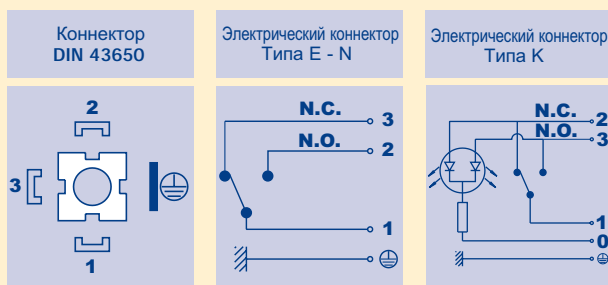 Коннектор
DIN 43650
Электрический коннектор
Типа E - N
Электрический коннектор
Типа K
2
3
1
N.C. 3
N.O. 2
1
N.C. 2
N.O. 3
1
0